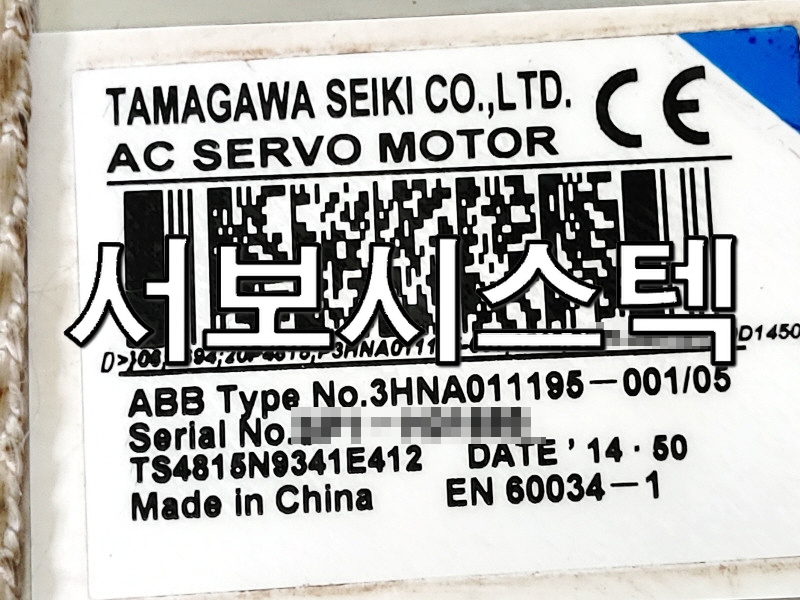 TAMAGAWA SEIKI CO.,LTD. CE
AC SERVO MOTOR
서보시스텍
ABB Type No.3HNA011195-001/05
Serial No.
TS4815N9341E412 DATE '14·50
Made in China EN 60034-1